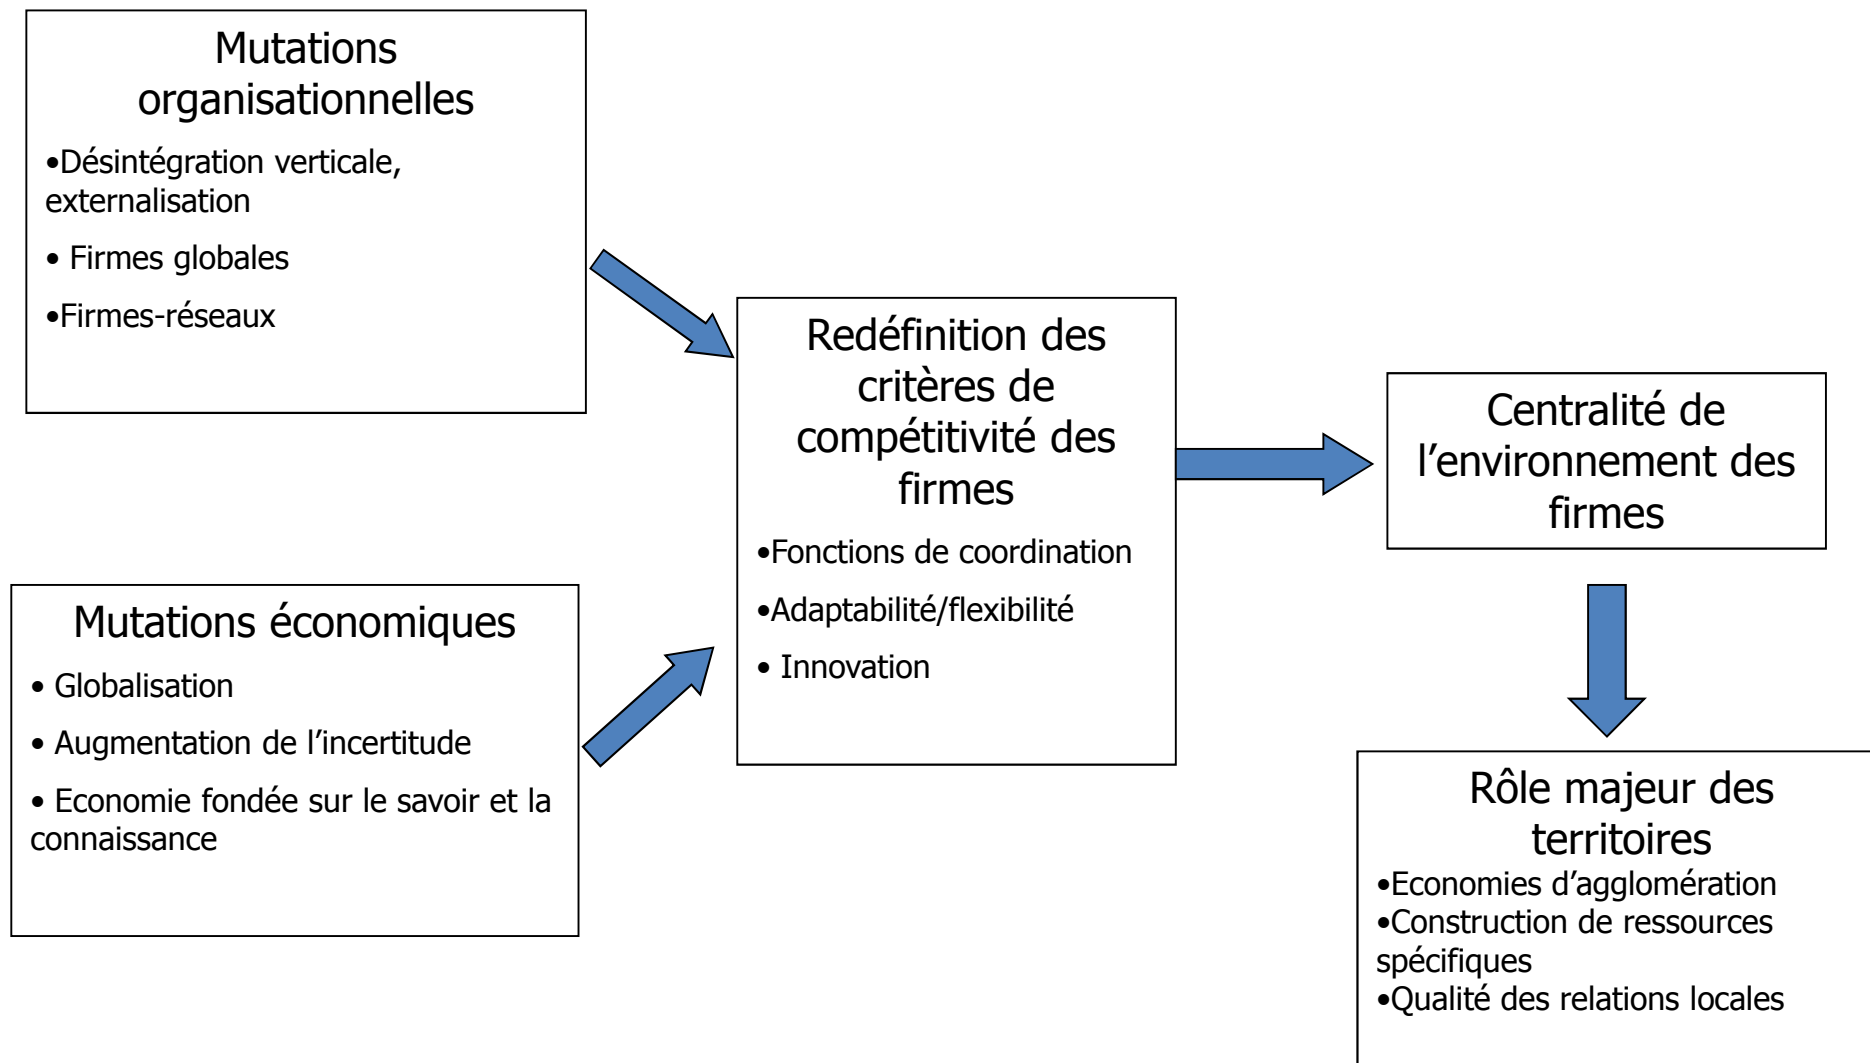 Mutations
organisationnelles
•Désintégration verticale,
externalisation
• Firmes globales
•Firmes-réseaux
Mutations économiques
• Globalisation
• Augmentation de l’incertitude
• Economie fondée sur le savoir et la
connaissance
Redéfinition des
critères de
compétitivité des
firmes
•Fonctions de coordination
•Adaptabilité/flexibilité
• Innovation
Centralité de
l’environnement des
firmes
Rôle majeur des
territoires
•Economies d’agglomération
•Construction de ressources
spécifiques
•Qualité des relations locales